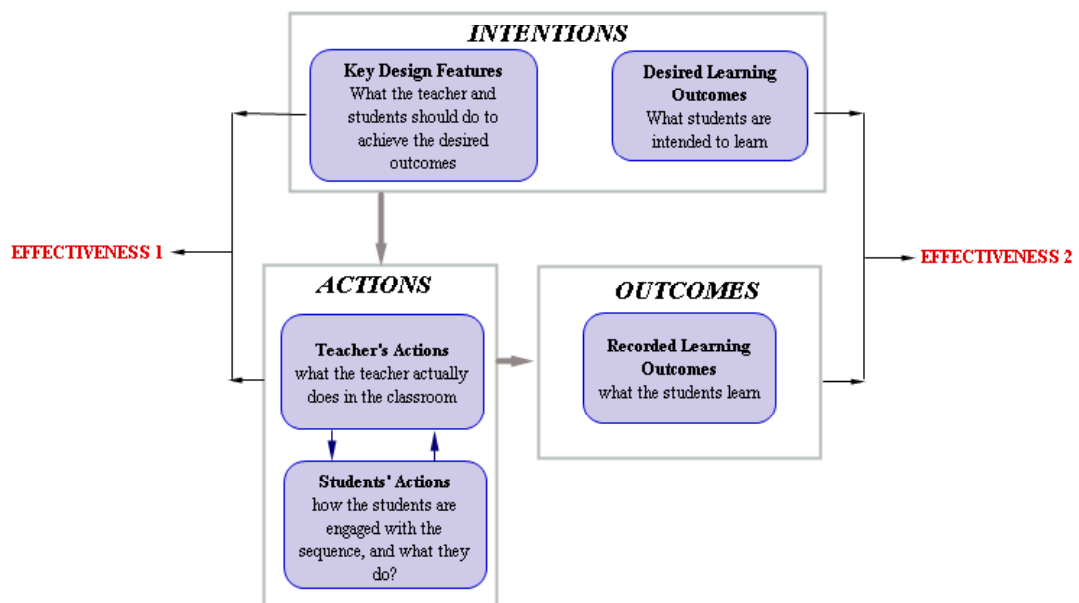 INTENTIONS
Key Design Features
What the teacher and
students should do to
achieve the desired
outcomes
Desired Learning
Outcomes
What students are
intended to learn
EFFECTIVENESS 1
EFFECTIVENESS 2
ACTIONS
Teacher's Actions
what the teacher actually
does in the classroom
Students' Actions
how the students are
engaged with the
sequence, and what they
do?
OUTCOMES
Recorded Learning
Outcomes
what the students learn